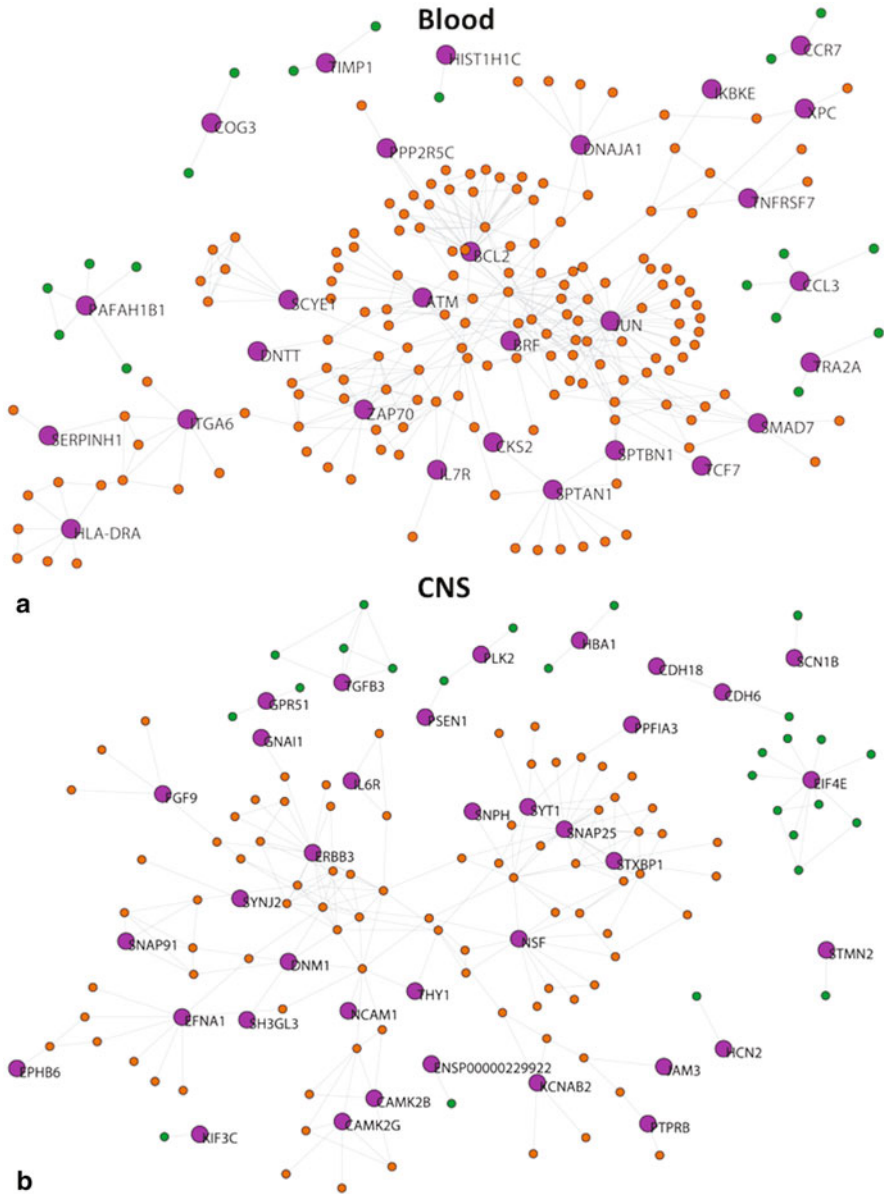 Blood
TIMP1
HIST1H1C
CCR7
IKBKE
XPC
COG3
PPP2R5C
DNAJA1
TNFRSF7
BCL2
PAFAH1B1
SCYE1
ATM
CCL3
JUN
BRF
DNTT
TRA2A
ZAP70
ITGA6
SERPINH1
SMAD7
CKS2
SPTBN1
IL7R
TCF7
SPTAN1
HLA-DRA
a
CNS
PLK2
HBA1
SCN1B
TGFB3
CDH18
CDH6
GPR51
PSEN1
PPFIA3
GNAI1
IL6R
EIF4E
FGF9
SNPH
SYT1
SNAP25
ERBB3
STXBP1
SYNJ2
SNAP91
NSF
STMN2
DNM1
THY1
EFNA1
SH3GL3
NCAM1
HCN2
EPHB6
ENSP00000229922
JAM3
KCNAB2
CAMK2B
CAMK2G
PTPRB
KIF3C
b